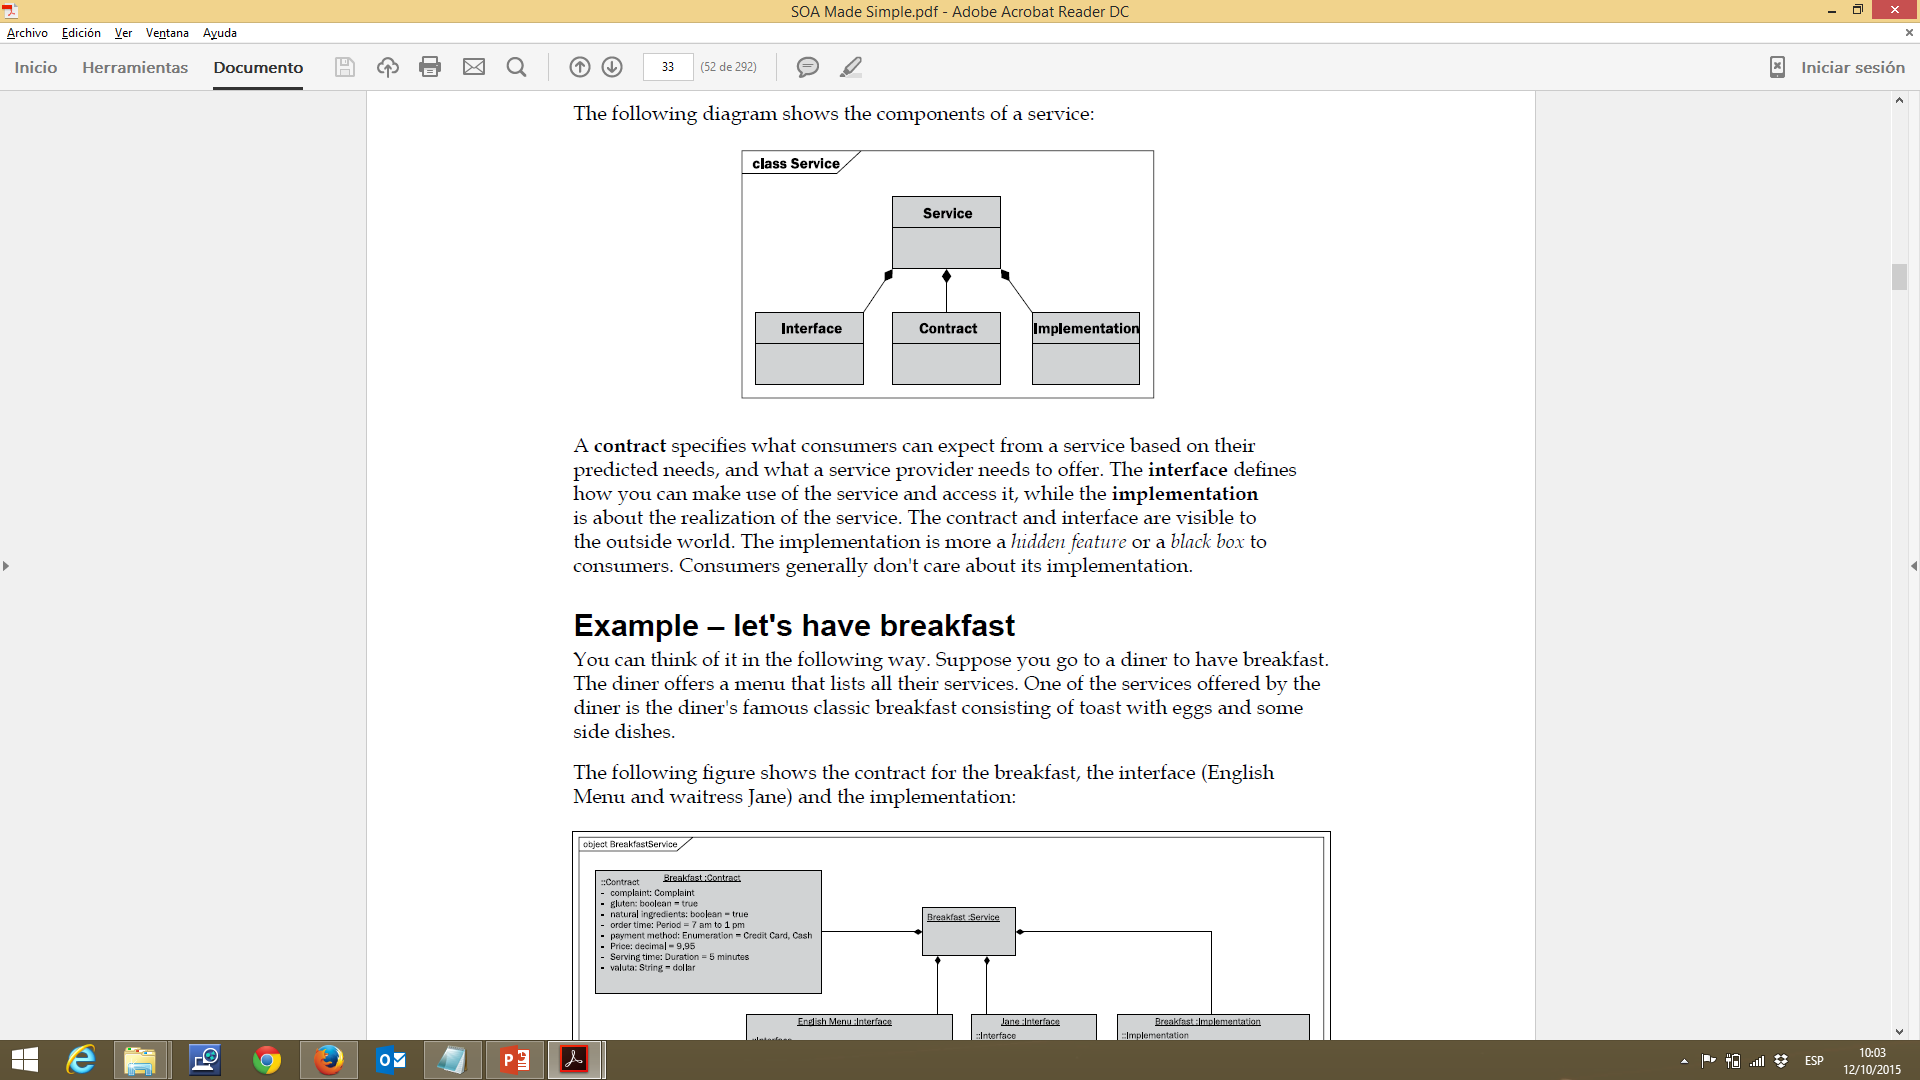 SOA Made Simple.pdf - Adobe Acrobat Reader DC
Archivo Edición Ver Ventana Ayuda
Inicio Herramientas Documento 33 (52 de 292) Iniciar sesión
The following diagram shows the components of a service:
class Service
Service
Interface Contract Implementation
A contract specifies what consumers can expect from a service based on their
predicted needs, and what a service provider needs to offer. The interface defines
how you can make use of the service and access it, while the implementation
is about the realization of the service. The contract and interface are visible to
the outside world. The implementation is more a hidden feature or a black box to
consumers. Consumers generally don't care about its implementation.
Example – let's have breakfast
You can think of it in the following way. Suppose you go to a diner to have breakfast.
The diner offers a menu that lists all their services. One of the services offered by the
diner is the diner's famous classic breakfast consisting of toast with eggs and some
side dishes.
The following figure shows the contract for the breakfast, the interface (English
Menu and waitress Jane) and the implementation:
object BreakfastService
Breakfast :Contract
::Contract
- complaint: Complaint
- gluten: boolean = true
- natural ingredients: boolean = true
- order time: Period = 7 am to 1 pm
- payment method: Enumeration = Credit Card, Cash
- Price: decimal = 9,95
- Serving time: Duration = 5 minutes
- valuta: String = dollar
Breakfast :Service
English Menu :Interface Jane :Interface Breakfast :Implementation
::Interface ::Interface ::Implementation
ESP
10:03
12/10/2015